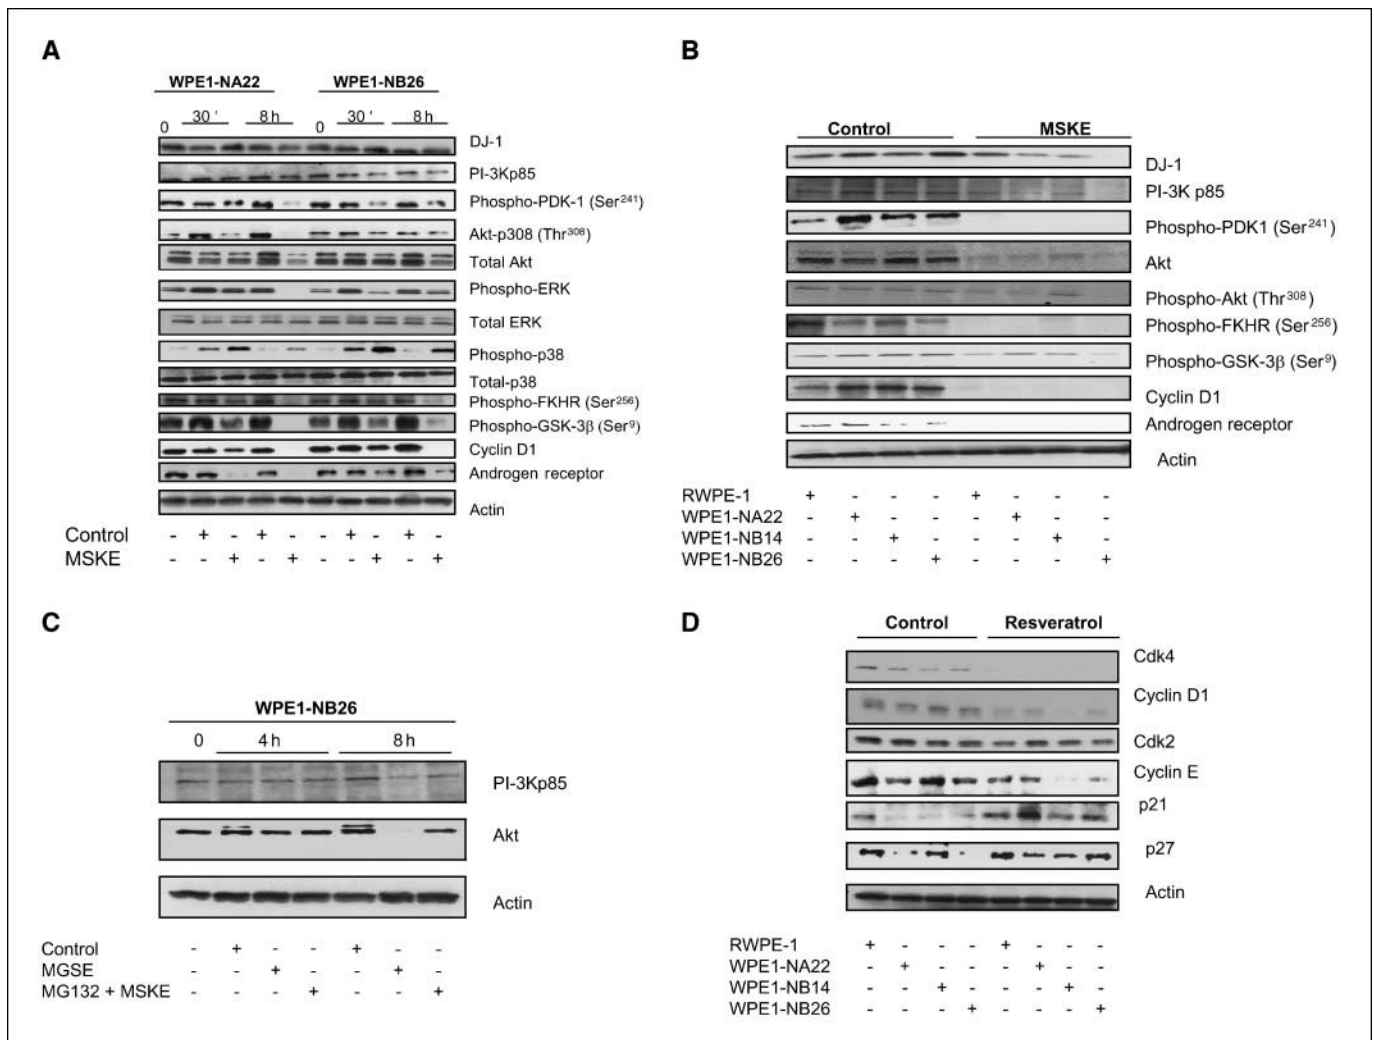 A
WPE1-NA22 WPE1-NB26
0 30 ' 8 h 0 30 ' 8 h
DJ-1
PI-3Kp85
Phospho-PDK-1 (Ser241)
Akt-p308 (Thr308)
Total Akt
Phospho-ERK
Total ERK
Phospho-p38
Total-p38
Phospho-FKHR (Ser256)
Phospho-GSK-3β (Ser9)
Cyclin D1
Androgen receptor
Actin
Control - + - + - - + - + -
MSKE - - + - + - - + - +
B
Control MSKE
DJ-1
PI-3K p85
Phospho-PDK1 (Ser241)
Akt
Phospho-Akt (Thr308)
Phospho-FKHR (Ser256)
Phospho-GSK-3β (Ser9)
Cyclin D1
Androgen receptor
Actin
RWPE-1 + - - - + - - -
WPE1-NA22 - + - - - + - -
WPE1-NB14 - - + - - - + -
WPE1-NB26 - - - + - - - +
C
WPE1-NB26
0 4 h 8 h
PI-3Kp85
Akt
Actin
Control - + - - + - -
MGSE - - + - - + -
MG132 + MSKE - - - + - - +
D
Control Resveratrol
Cdk4
Cyclin D1
Cdk2
Cyclin E
p21
p27
Actin
RWPE-1 + - - - + - - -
WPE1-NA22 - + - - - + - -
WPE1-NB14 - - + - - - + -
WPE1-NB26 - - - + - - - +